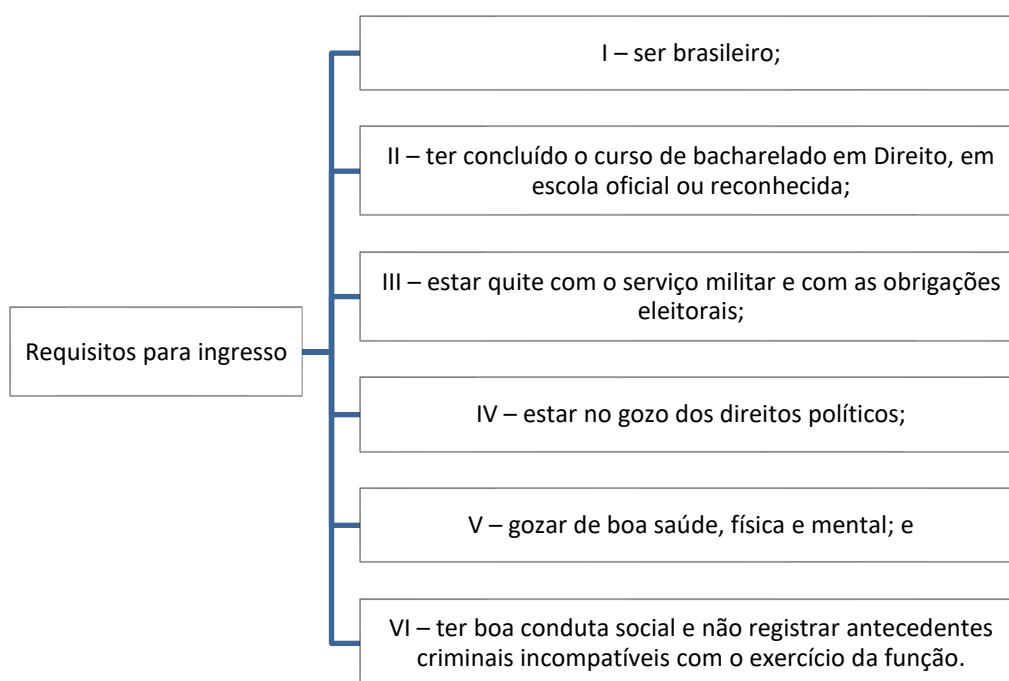 Requisitos para ingresso
I – ser brasileiro;
II – ter concluído o curso de bacharelado em Direito, em
escola oficial ou reconhecida;
III – estar quite com o serviço militar e com as obrigações
eleitorais;
IV – estar no gozo dos direitos políticos;
V – gozar de boa saúde, física e mental; e
VI – ter boa conduta social e não registrar antecedentes
criminais incompatíveis com o exercício da função.